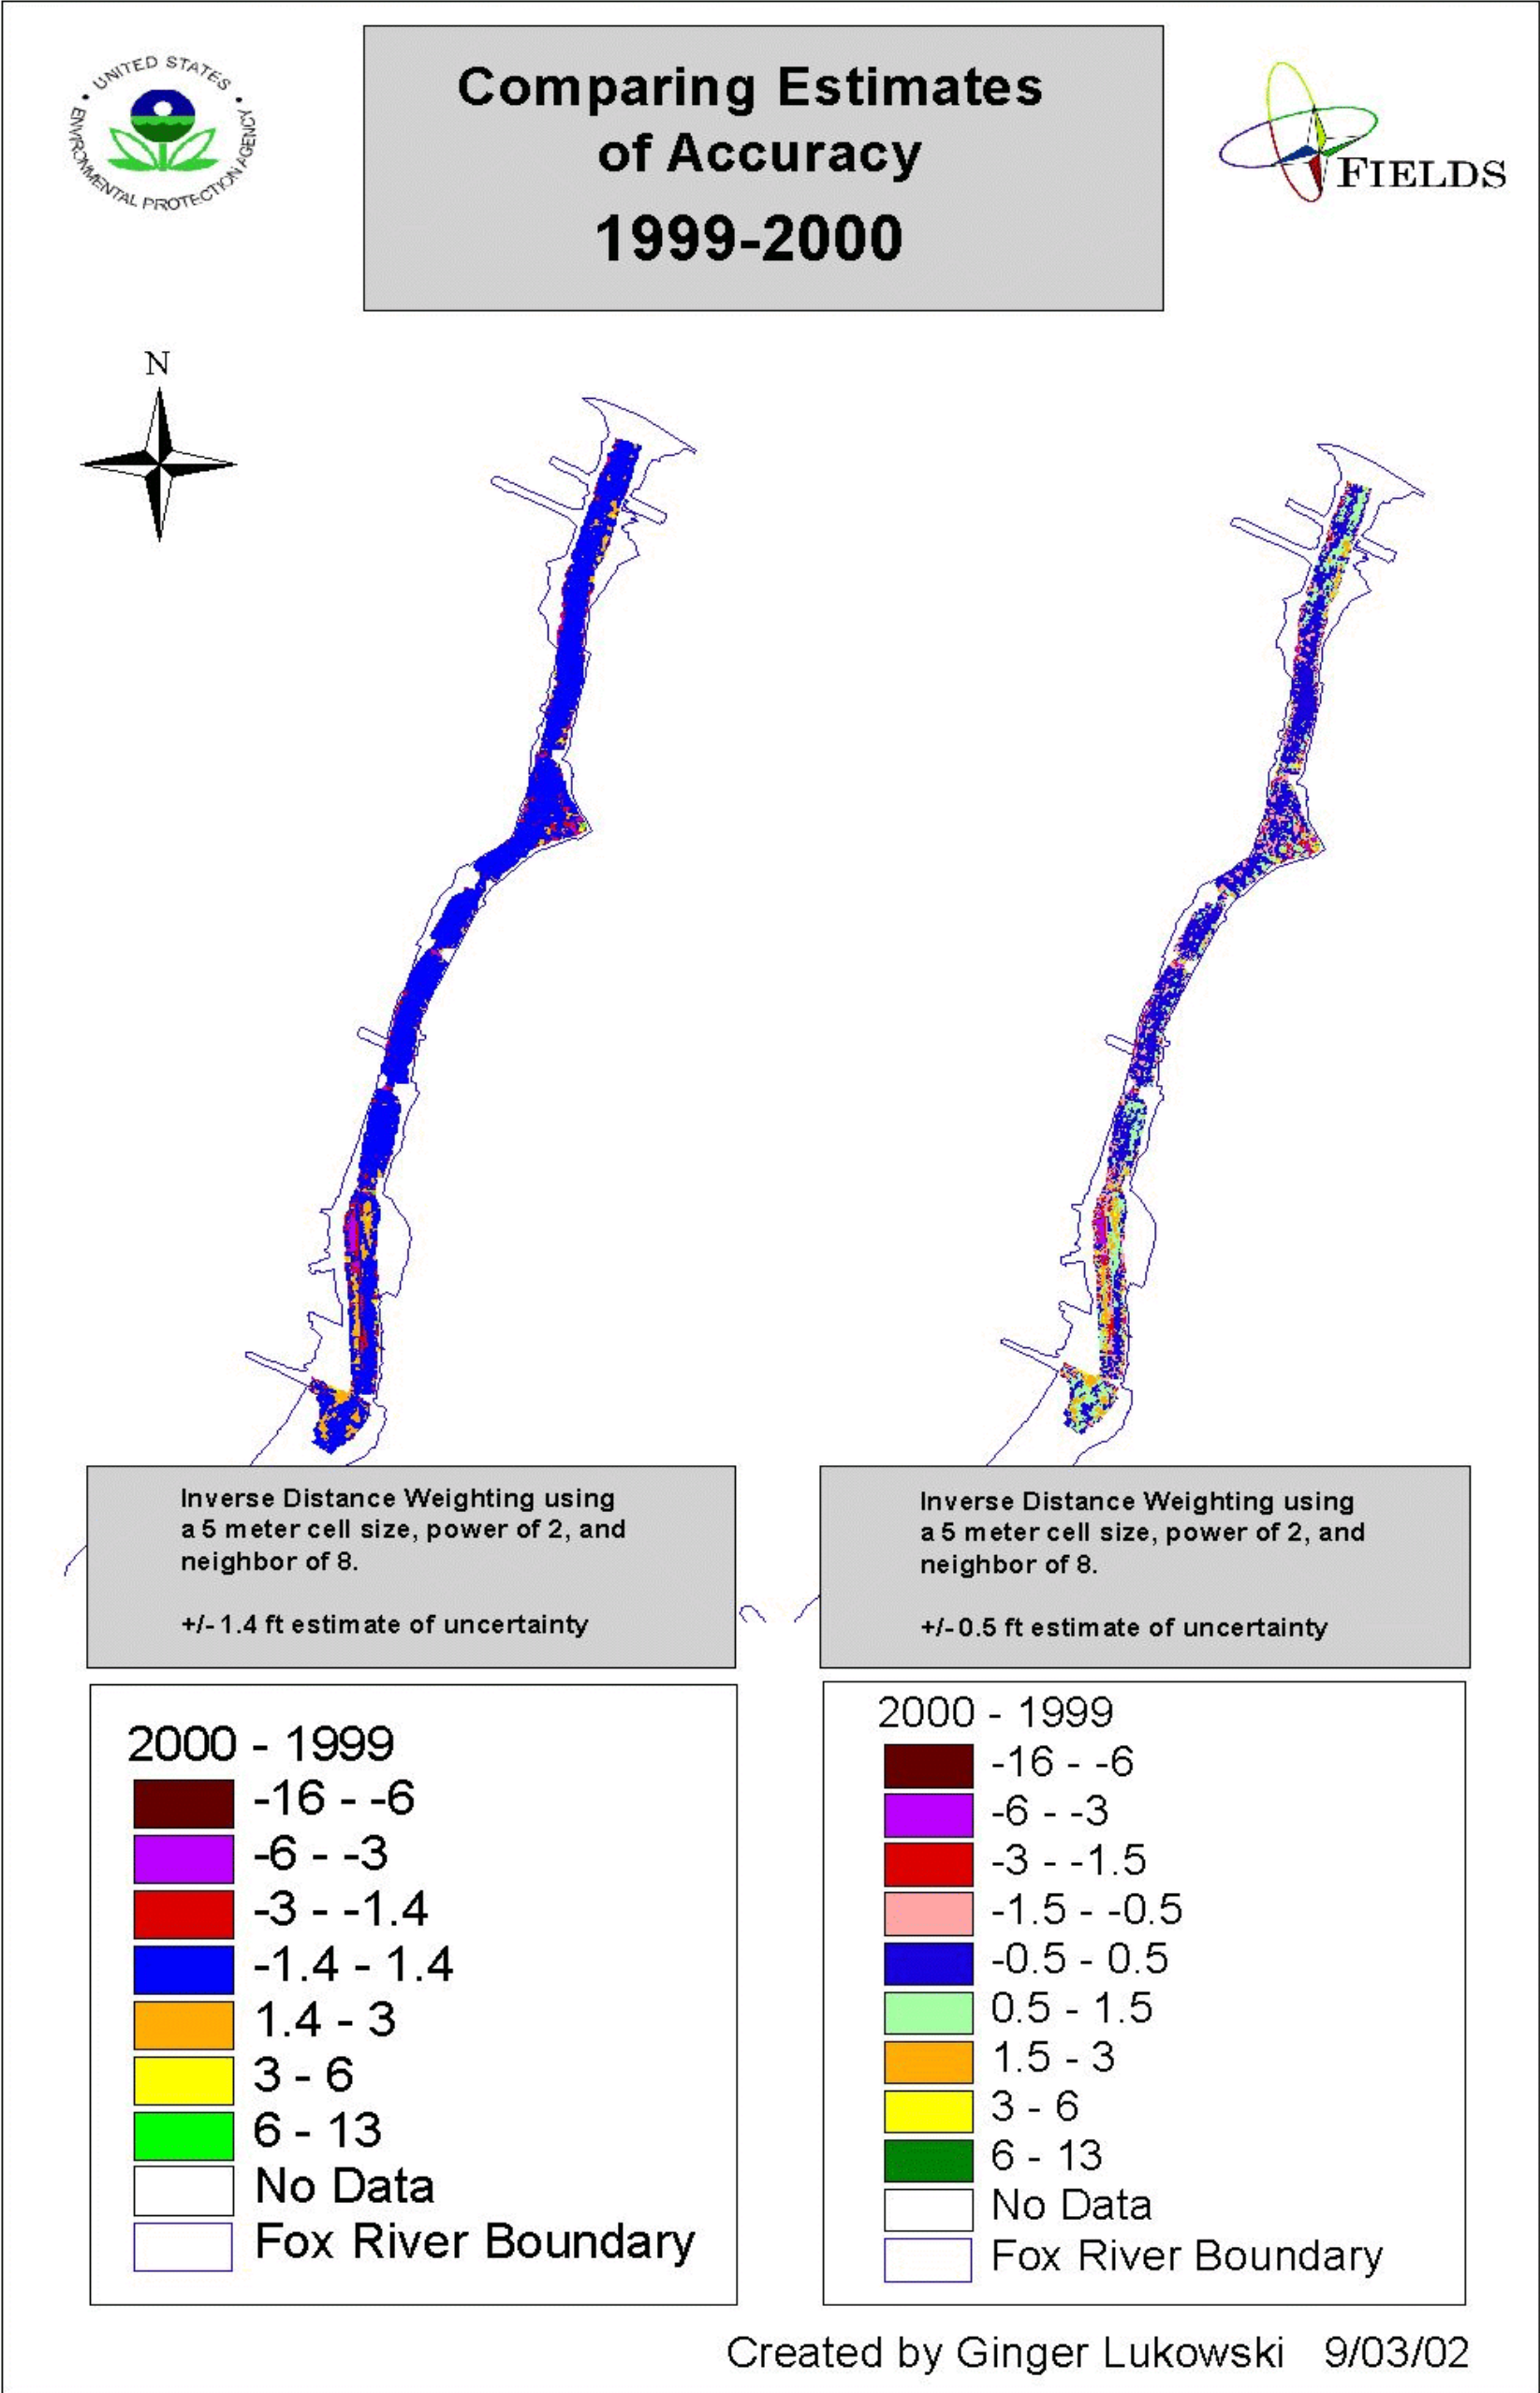 UNITED STATES
ENVIRONMENTAL PROTECTION AGENCY
Comparing Estimates
of Accuracy
1999-2000
FIELDS
N
Inverse Distance Weighting using
a 5 meter cell size, power of 2, and
neighbor of 8.
+/- 1.4 ft estimate of uncertainty
Inverse Distance Weighting using
a 5 meter cell size, power of 2, and
neighbor of 8.
+/- 0.5 ft estimate of uncertainty
2000 - 1999
-16 - -6
-6 - -3
-3 - -1.4
-1.4 - 1.4
1.4 - 3
3 - 6
6 - 13
No Data
Fox River Boundary
2000 - 1999
-16 - -6
-6 - -3
-3 - -1.5
-1.5 - -0.5
-0.5 - 0.5
0.5 - 1.5
1.5 - 3
3 - 6
6 - 13
No Data
Fox River Boundary
Created by Ginger Lukowski 9/03/02